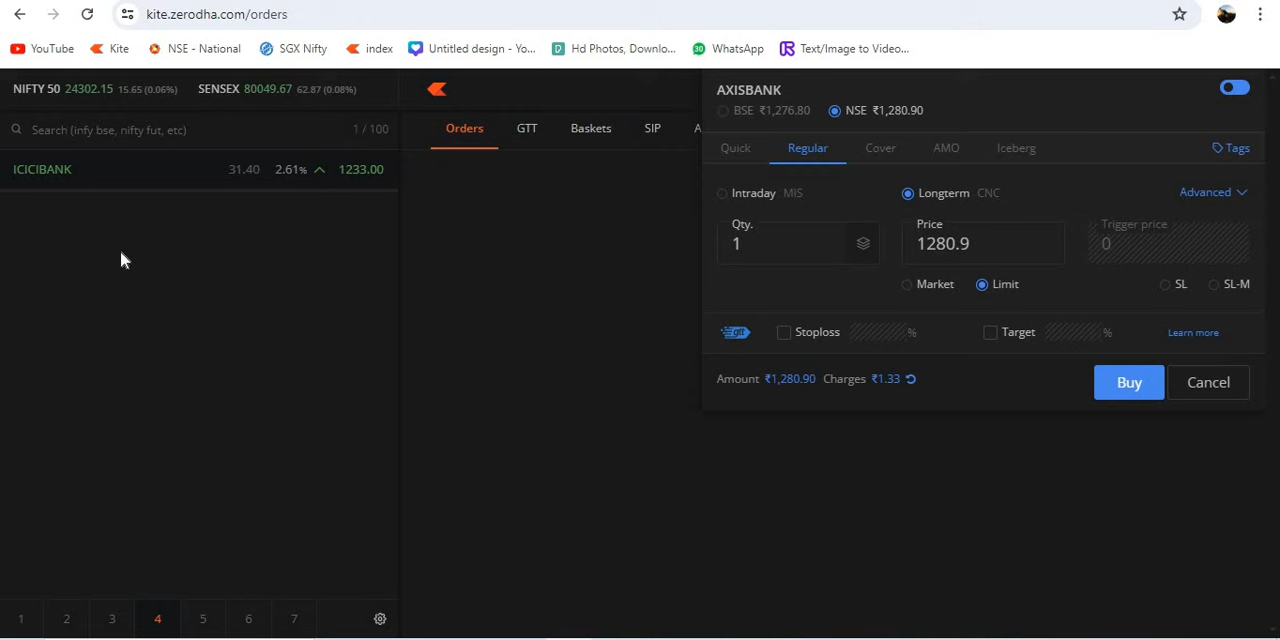 kite.zerodha.com/orders
YouTube Kite NSE - National SGX Nifty index Untitled design - Yo... Hd Photos, Downlo... 30 WhatsApp Text/Image to Video...
NIFTY 50 24302.15 15.65 (0.06%) SENSEX 80049.67 62.87 (0.08%)
Search (infy bse, nifty fut, etc) 1 / 100
ICICIBANK 31.40 2.61% 1233.00
1 2 3 4 5 6 7
Orders GTT Baskets SIP A
AXISBANK
BSE ₹1,276.80 NSE ₹1,280.90
Quick Regular Cover AMO Iceberg Tags
Intraday MIS Longterm CNC Advanced
Qty. Price Trigger price
1 1280.9 0
Market Limit SL SL-M
gtt Stoploss % Target % Learn more
Amount ₹1,280.90 Charges ₹1.33 Buy Cancel